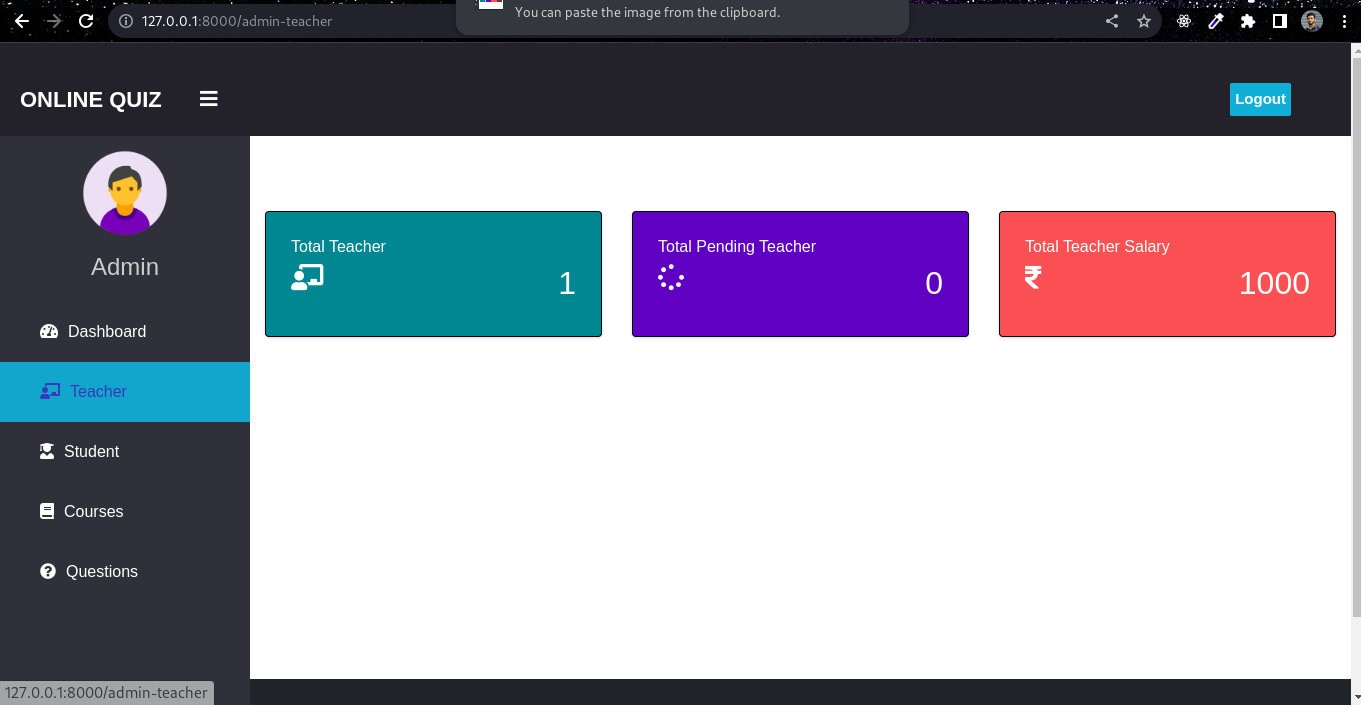 You can paste the image from the clipboard.
127.0.0.1:8000/admin-teacher
ONLINE QUIZ
Logout
Admin
Dashboard
Teacher
Student
Courses
Questions
Total Teacher
1
Total Pending Teacher
0
Total Teacher Salary
₹ 1000
127.0.0.1:8000/admin-teacher